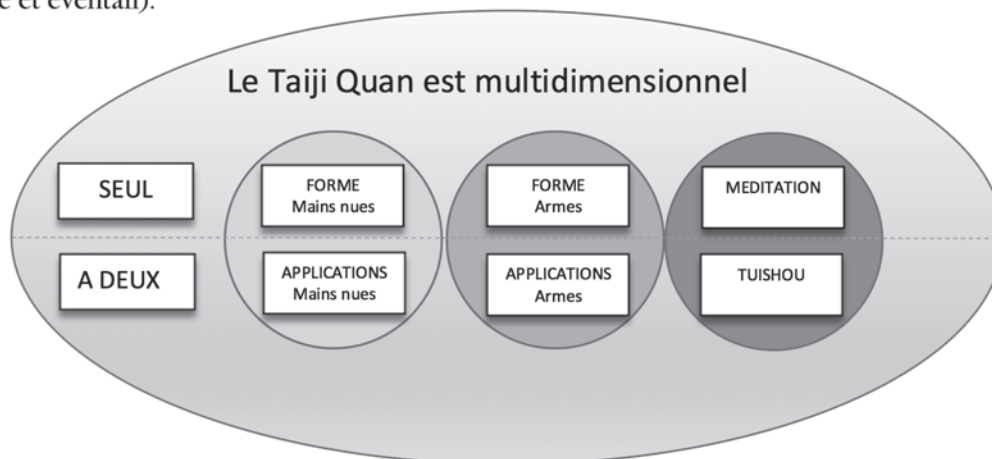 et éventail).
Le Taiji Quan est multidimensionnel
SEUL
FORME
Mains nues
FORME
Armes
MEDITATION
A DEUX
APPLICATIONS
Mains nues
APPLICATIONS
Armes
TUISHOU